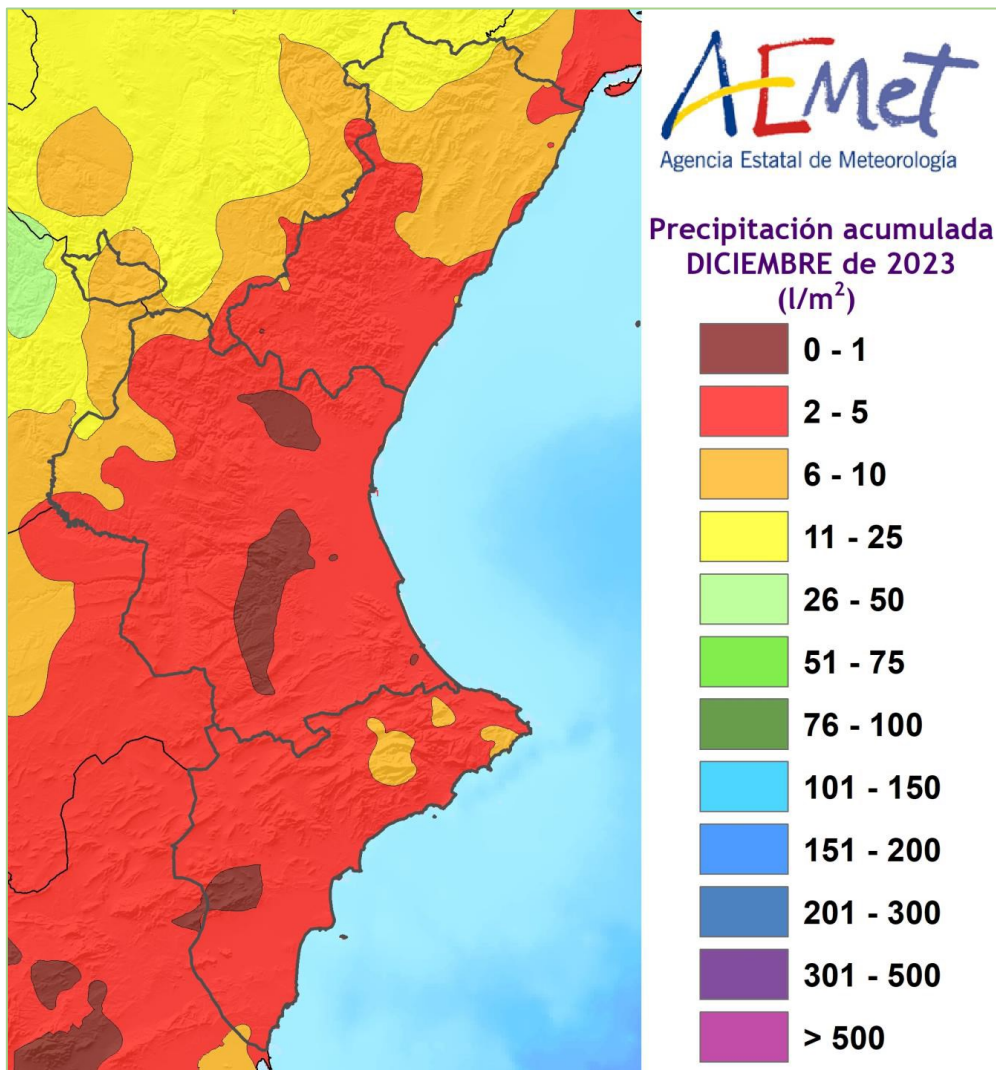 AEMet
Agencia Estatal de Meteorología
Precipitación acumulada
DICIEMBRE de 2023
(l/m²)
0 - 1
2 - 5
6 - 10
11 - 25
26 - 50
51 - 75
76 - 100
101 - 150
151 - 200
201 - 300
301 - 500
> 500